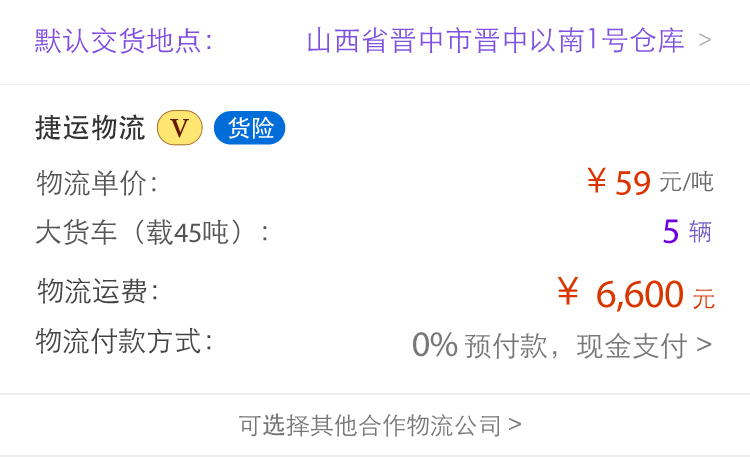 默认交货地点： 山西省晋中市晋中以南1号仓库 >
捷运物流 V 货险
物流单价： ￥59 元/吨
大货车（载45吨）： 5 辆
物流运费： ￥ 6,600 元
物流付款方式： 0% 预付款，现金支付 >
可选择其他合作物流公司 >